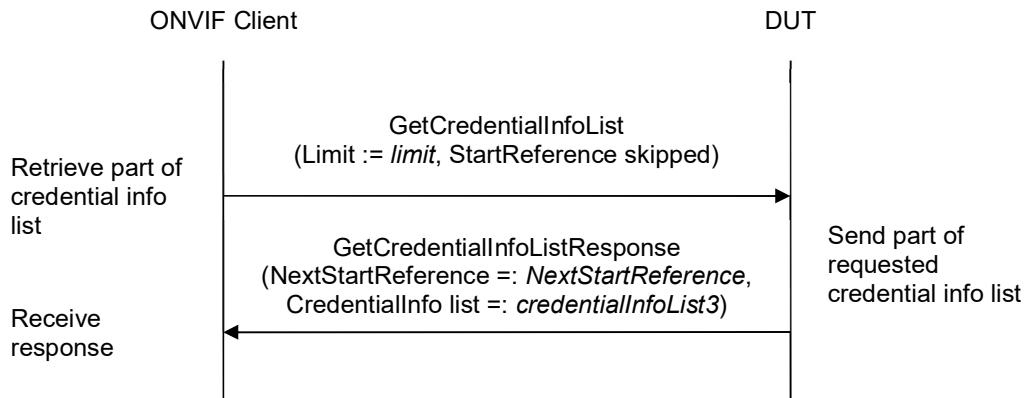 ONVIF Client
DUT
GetCredentialInfoList
(Limit := limit, StartReference skipped)
Retrieve part of
credential info
list
GetCredentialInfoListResponse
(NextStartReference =: NextStartReference,
CredentialInfo list =: credentialInfoList3)
Send part of
requested
credential info list
Receive
response